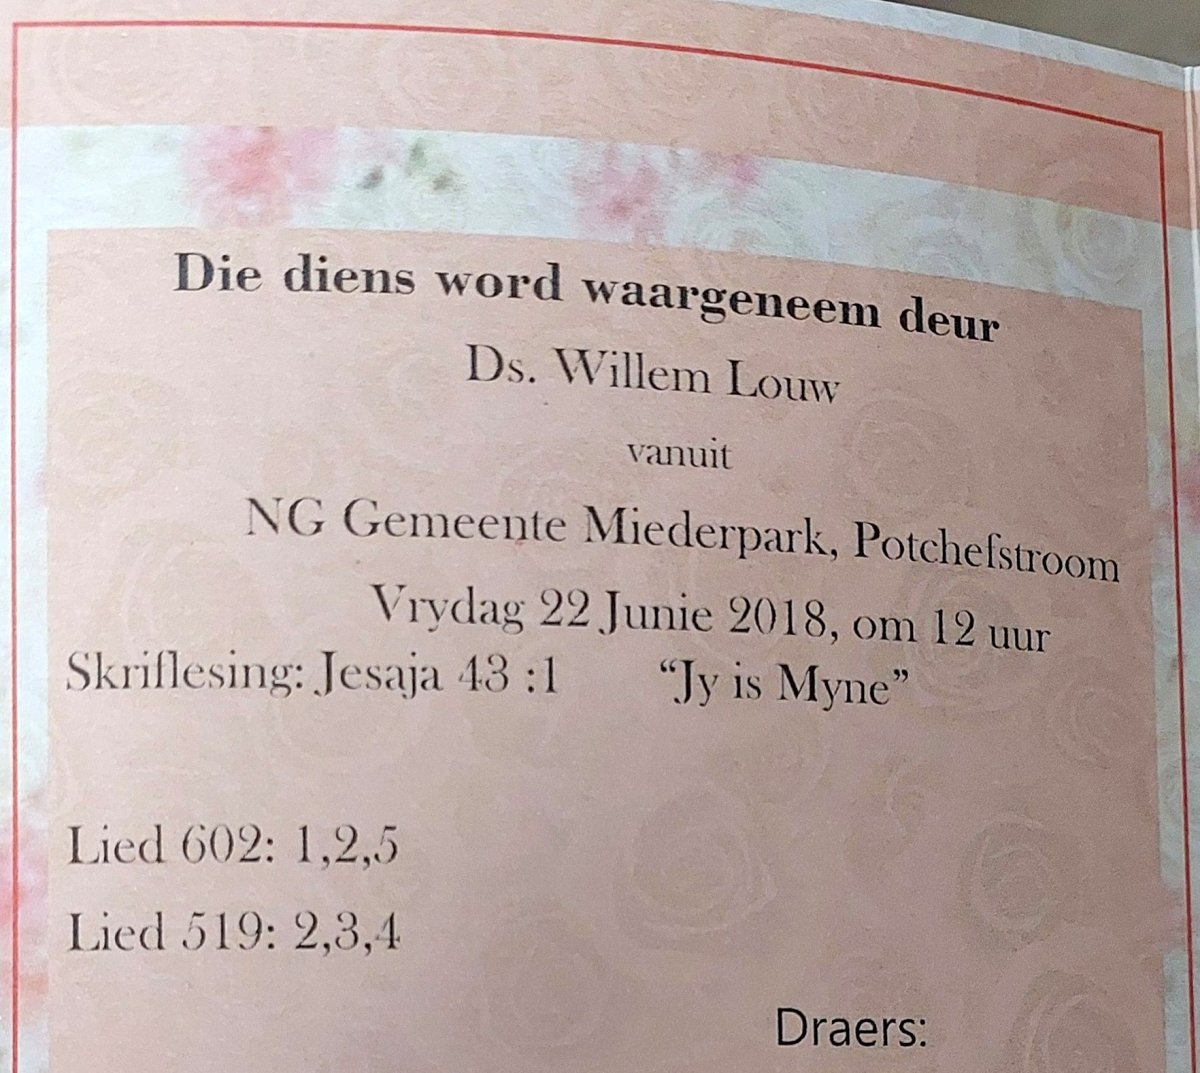 Die diens word waargeneem deur
Ds. Willem Louw
vanuit
NG Gemeente Miederpark, Potchefstroom
Vrydag 22 Junie 2018, om 12 uur
Skriflesing: Jesaja 43 :1 “Jy is Myne”
Lied 602: 1,2,5
Lied 519: 2,3,4
Draers: